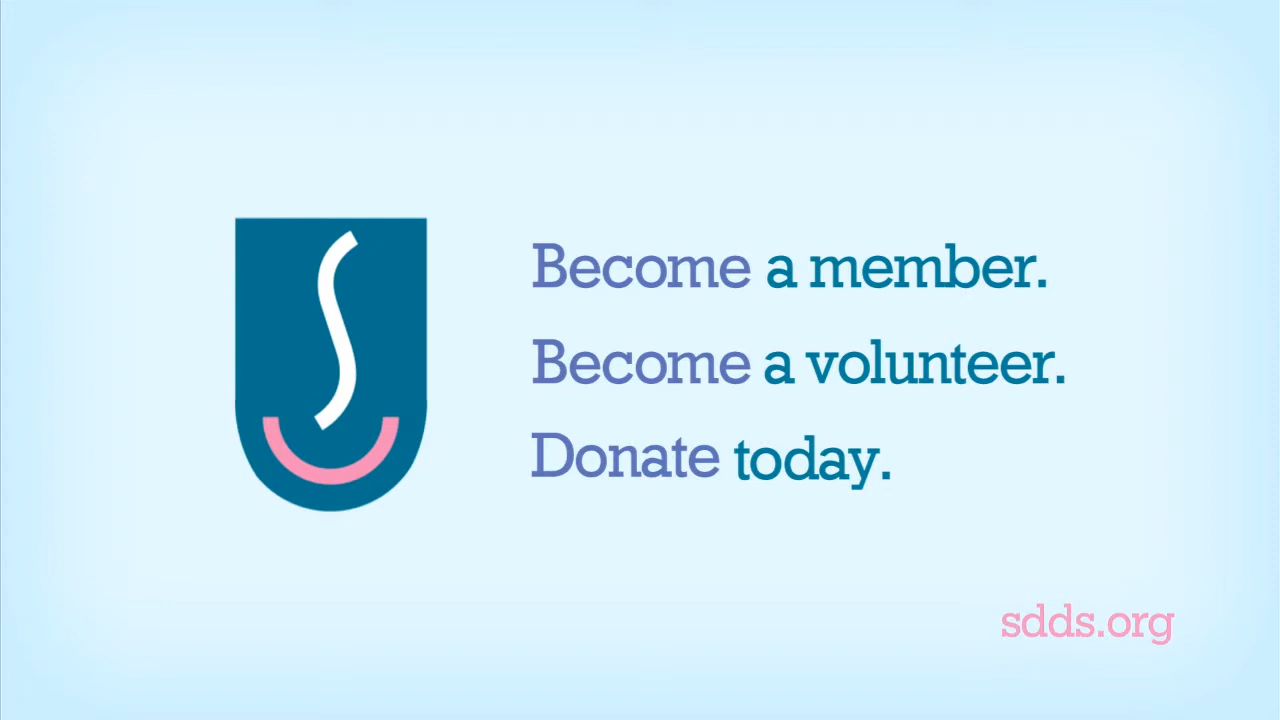 Become a member.
Become a volunteer.
Donate today.
sdds.org